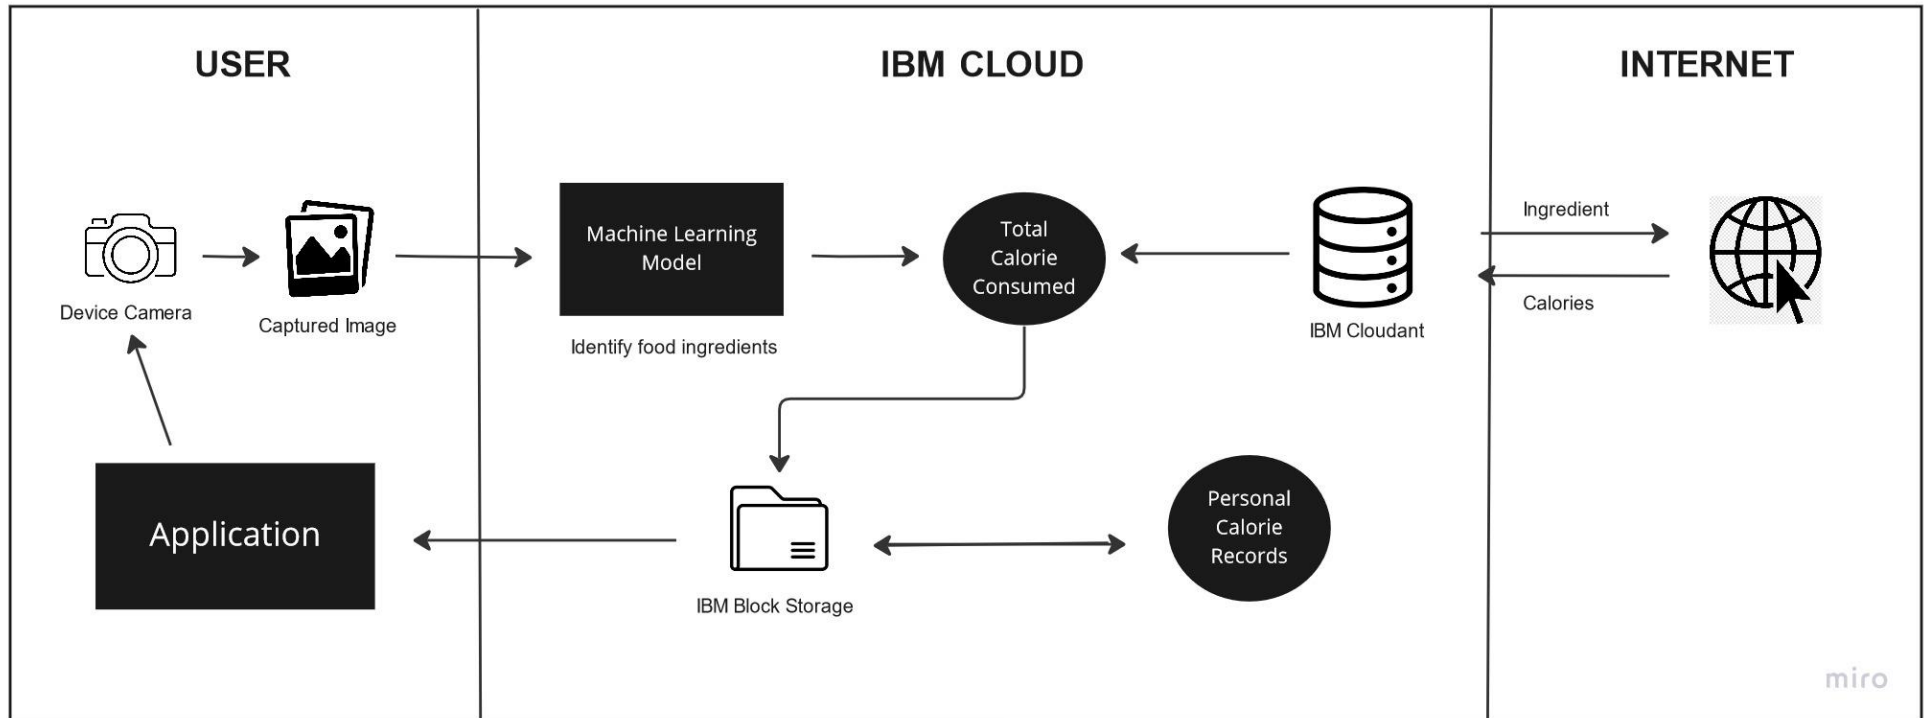 USER
IBM CLOUD
INTERNET
Device Camera
Captured Image
Machine Learning
Model
Identify food ingredients
Total
Calorie
Consumed
IBM Cloudant
Ingredient
Calories
Application
IBM Block Storage
Personal
Calorie
Records
miro